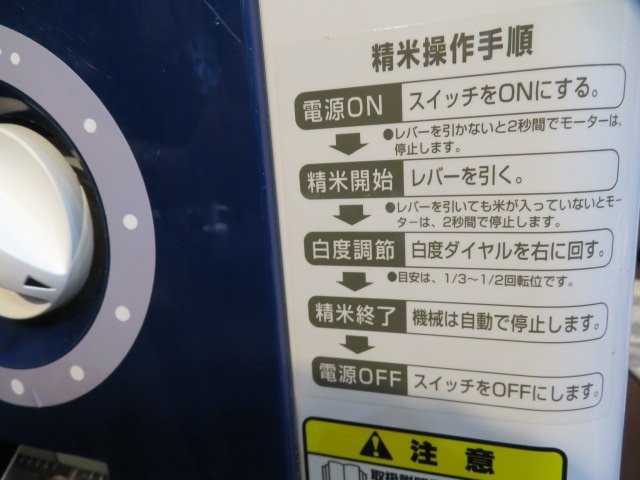 精米操作手順
電源ON スイッチをONにする。
●レバーを引かないと2秒間でモーターは、
停止します。
精米開始 レバーを引く。
●レバーを引いても米が入っていないとモー
ターは、2秒間で停止します。
白度調節 白度ダイヤルを右に回す。
●目安は、1/3～1/2回転位です。
精米終了 機械は自動で停止します。
電源OFF スイッチをOFFにします。
注意
取扱説明